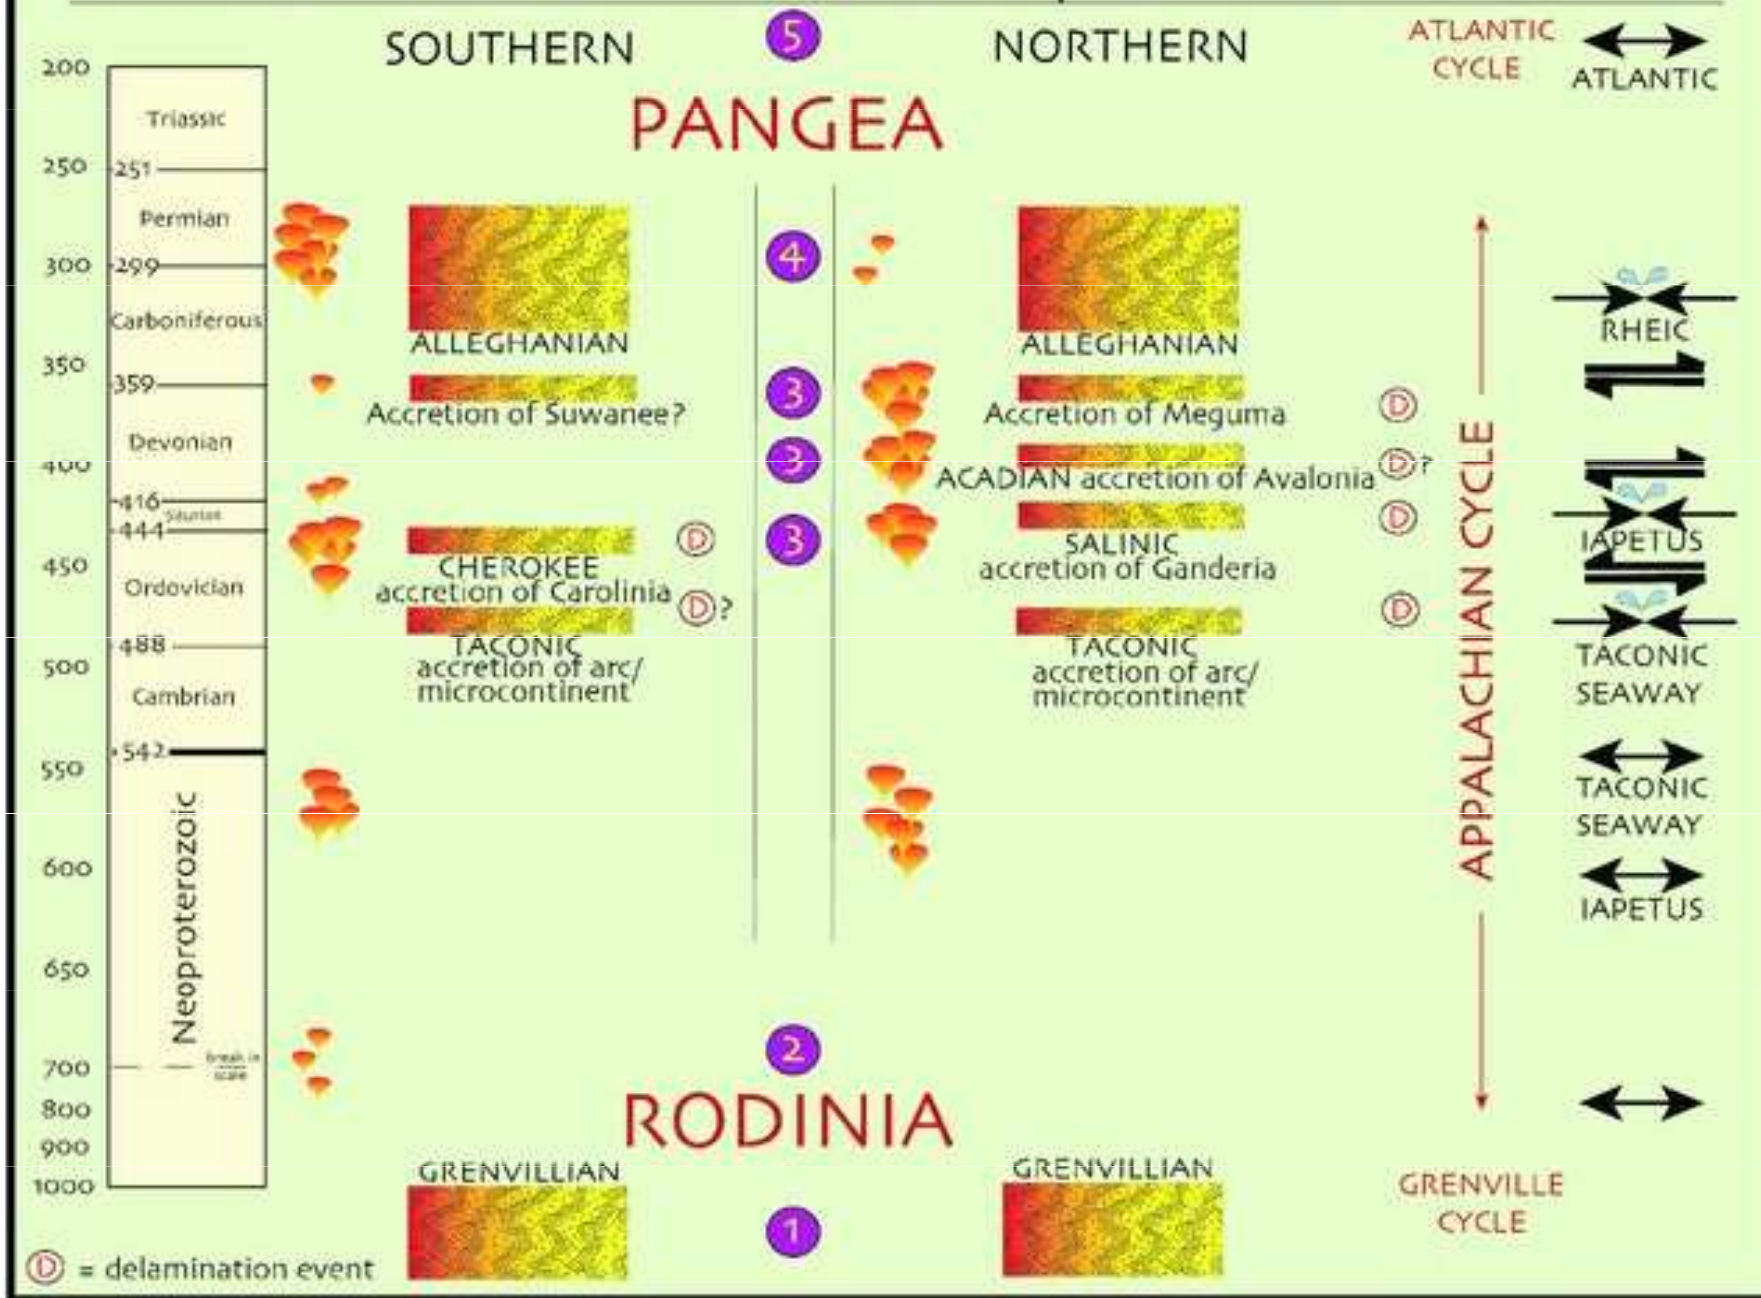 SOUTHERN
5
NORTHERN
ATLANTIC
CYCLE
ATLANTIC
PANGEA
200
250
300
350
400
450
500
550
600
650
700
800
900
1000
Triassic
251
Permian
299
Carboniferous
359
Devonian
416
Silurian
444
Ordovician
488
Cambrian
542
Neoproterozoic
break in
scale
ALLEGHANIAN
Accretion of Suwanee?
CHEROKEE
accretion of Carolinia
D
D?
TACONIC
accretion of arc/
microcontinent
4
3
3
3
2
ALLEGHANIAN
Accretion of Meguma
D
ACADIAN accretion of Avalonia
D?
SALINIC
accretion of Ganderia
D
TACONIC
accretion of arc/
microcontinent
D
APPALACHIAN CYCLE
RHEIC
IAPETUS
TACONIC
SEAWAY
TACONIC
SEAWAY
IAPETUS
RODINIA
GRENVILLIAN
1
GRENVILLIAN
GRENVILLE
CYCLE
D = delamination event